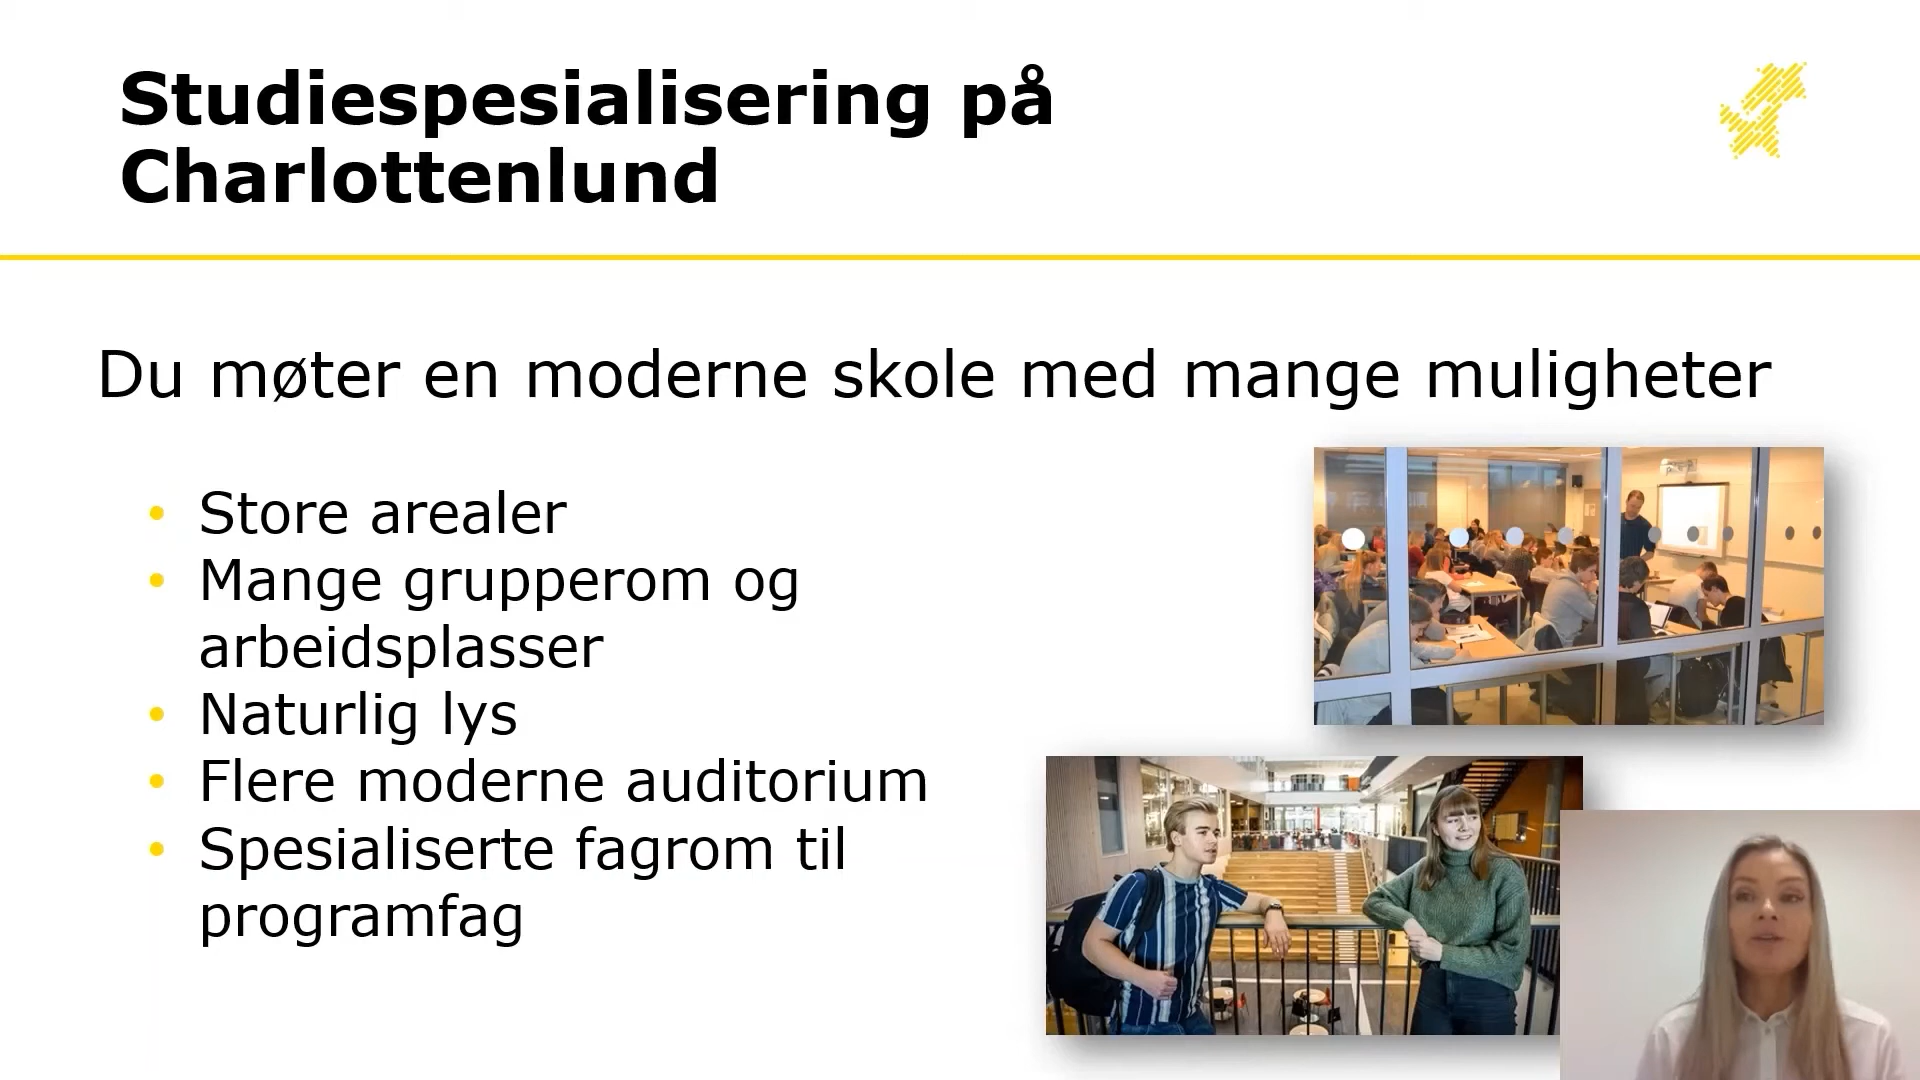 Studiespesialisering på
Charlottenlund
Du møter en moderne skole med mange muligheter
• Store arealer
• Mange grupperom og
arbeidsplasser
• Naturlig lys
• Flere moderne auditorium
• Spesialiserte fagrom til
programfag